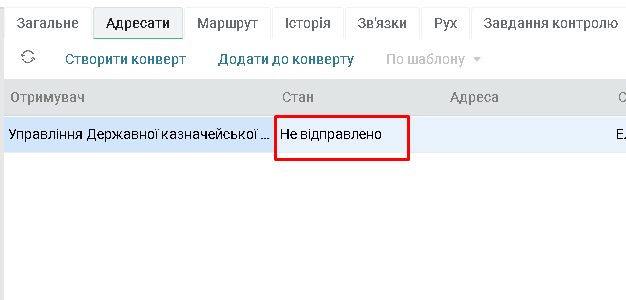 Загальне Адресати Маршрут Історія Зв'язки Рух Завдання контролю
Створити конверт Додати до конверту По шаблону
Отримувач Стан Адреса
Управління Державної казначейської ... Не відправлено